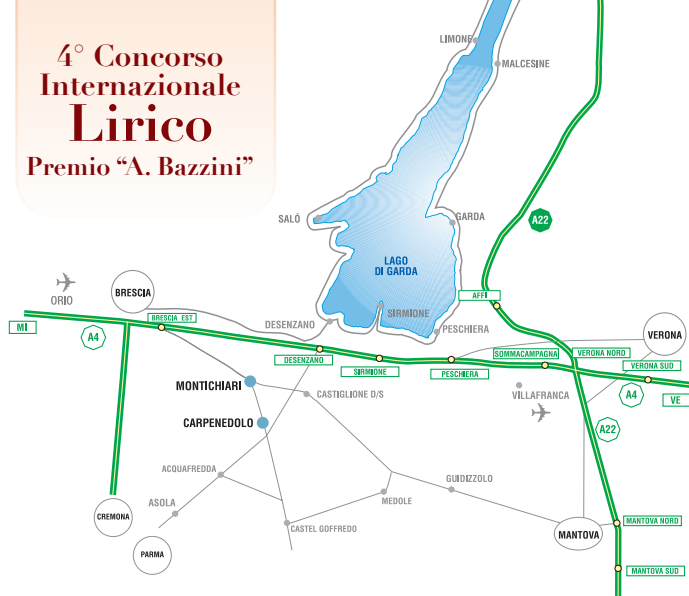 4° Concorso
Internazionale
Lirico
Premio “A. Bazzini”
LIMONE
MALCESINE
SALÓ
GARDA
A22
LAGO
DI GARDA
ORIO
BRESCIA
AFFI
MI
A4
BRESCIA EST
DESENZANO
SIRMIONE
PESCHIERA
VERONA
DESENZANO
SIRMIONE
PESCHIERA
SOMMACAMPAGNA
VERONA NORD
VERONA SUD
MONTICHIARI
CASTIGLIONE D/S
VILLAFRANCA
A4
VE
CARPENEDOLO
A22
ACQUAFREDDA
GUIDIZZOLO
ASOLA
MEDOLE
CREMONA
CASTEL GOFFREDO
MANTOVA
MANTOVA NORD
PARMA
MANTOVA SUD